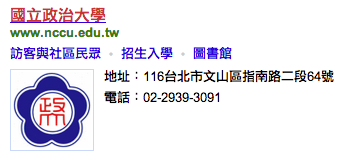 國立政治大學
www.nccu.edu.tw
訪客與社區民眾 • 招生入學 • 圖書館
地址：116台北市文山區指南路二段64號
電話：02-2939-3091
政大